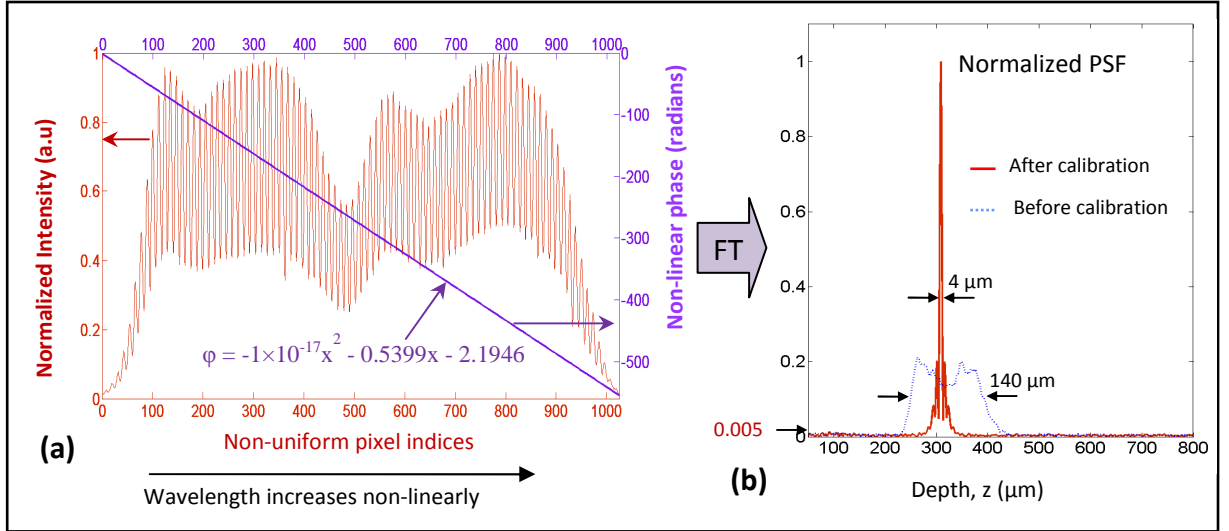 0 100 200 300 400 500 600 700 800 900 1000
1
0.8
0.6
0.4
0.2
0
Normalized Intensity (a.u)
0
-100
-200
-300
-400
-500
Non-linear phase (radians)
φ = -1×10⁻¹⁷x² - 0.5399x - 2.1946
0 100 200 300 400 500 600 700 800 900 1000
Non-uniform pixel indices
(a)
Wavelength increases non-linearly
FT
Normalized PSF
1
0.8
0.6
0.4
0.2
0
After calibration
Before calibration
4 μm
140 μm
0.005
100 200 300 400 500 600 700 800
(b)
Depth, z (μm)